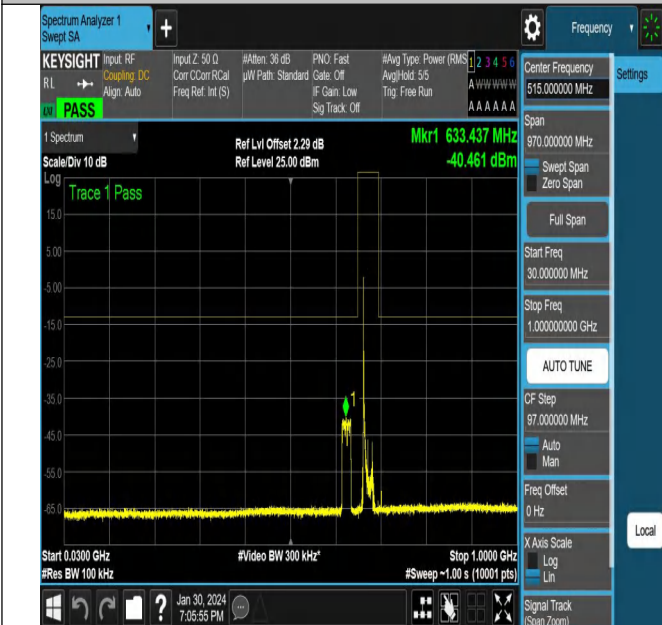 Spectrum Analyzer 1
Swept SA
+
Frequency
KEYSIGHT
RL
PASS
Input: RF
Coupling: DC
Align: Auto
Input Z: 50 Ω
Corr CCorr RCal
Freq Ref: Int (S)
#Atten: 36 dB
µW Path: Standard
PNO: Fast
Gate: Off
IF Gain: Low
Sig Track: Off
#Avg Type: Power (RMS
Avg|Hold: 5/5
Trig: Free Run
1 2 3 4 5 6
A W W W W W
A A A A A A
1 Spectrum
Scale/Div 10 dB
Log
Ref Lvl Offset 2.29 dB
Ref Level 25.00 dBm
Mkr1 633.437 MHz
-40.461 dBm
Trace 1 Pass
15.0
5.00
-5.00
-15.0
-25.0
-35.0
-45.0
-55.0
-65.0
1
Start 0.0300 GHz
#Res BW 100 kHz
#Video BW 300 kHz*
Stop 1.0000 GHz
#Sweep ~1.00 s (10001 pts)
Center Frequency
515.000000 MHz
Settings
Span
970.000000 MHz
Swept Span
Zero Span
Full Span
Start Freq
30.000000 MHz
Stop Freq
1.000000000 GHz
AUTO TUNE
CF Step
97.000000 MHz
Auto
Man
Freq Offset
0 Hz
X Axis Scale
Log
Lin
Local
Signal Track
(Span Zoom)
?
Jan 30, 2024
7:05:55 PM